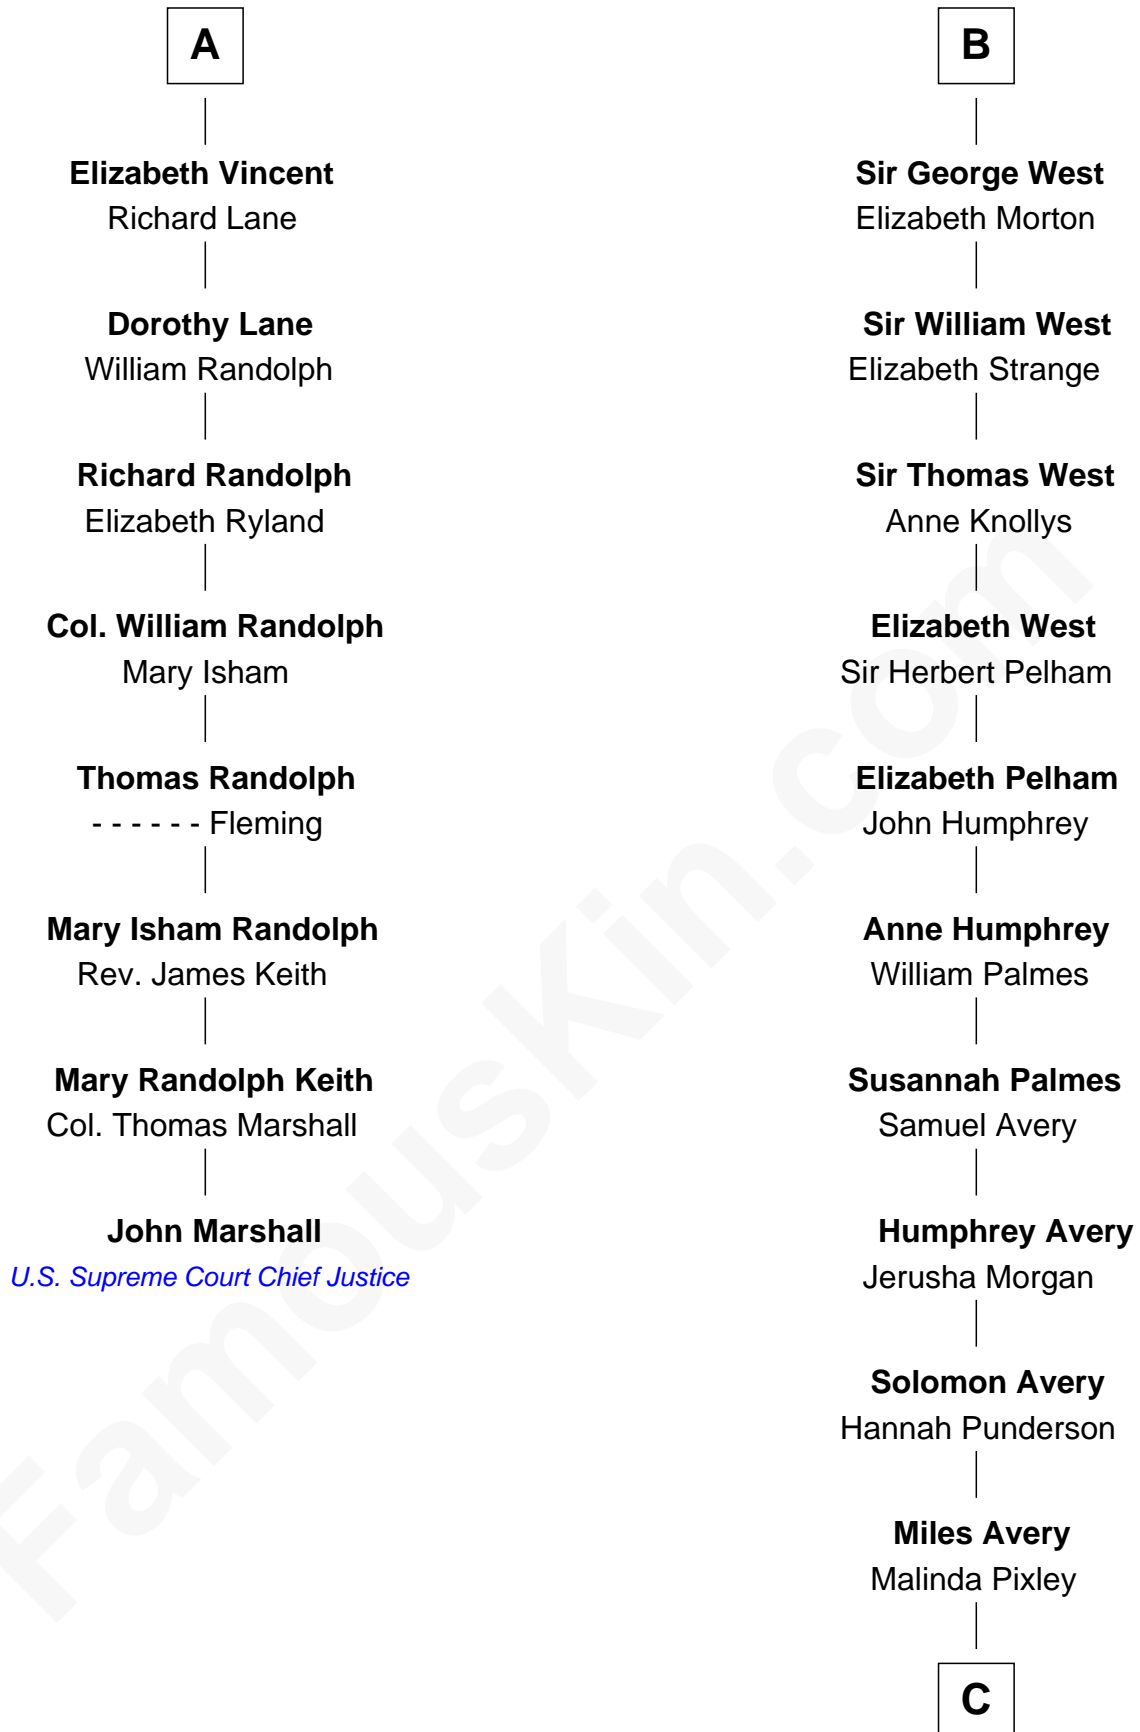 A
Elizabeth Vincent
Richard Lane
Dorothy Lane
William Randolph
Richard Randolph
Elizabeth Ryland
Col. William Randolph
Mary Isham
Thomas Randolph
- - - - - - Fleming
Mary Isham Randolph
Rev. James Keith
Mary Randolph Keith
Col. Thomas Marshall
John Marshall
U.S. Supreme Court Chief Justice
B
Sir George West
Elizabeth Morton
Sir William West
Elizabeth Strange
Sir Thomas West
Anne Knollys
Elizabeth West
Sir Herbert Pelham
Elizabeth Pelham
John Humphrey
Anne Humphrey
William Palmes
Susannah Palmes
Samuel Avery
Humphrey Avery
Jerusha Morgan
Solomon Avery
Hannah Punderson
Miles Avery
Malinda Pixley
C
FamousKin.com